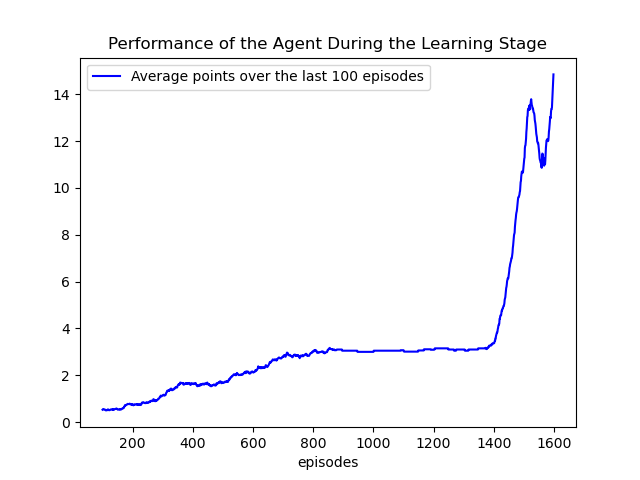 Performance of the Agent During the Learning Stage
Average points over the last 100 episodes
14
12
10
8
6
4
2
0
200 400 600 800 1000 1200 1400 1600
episodes